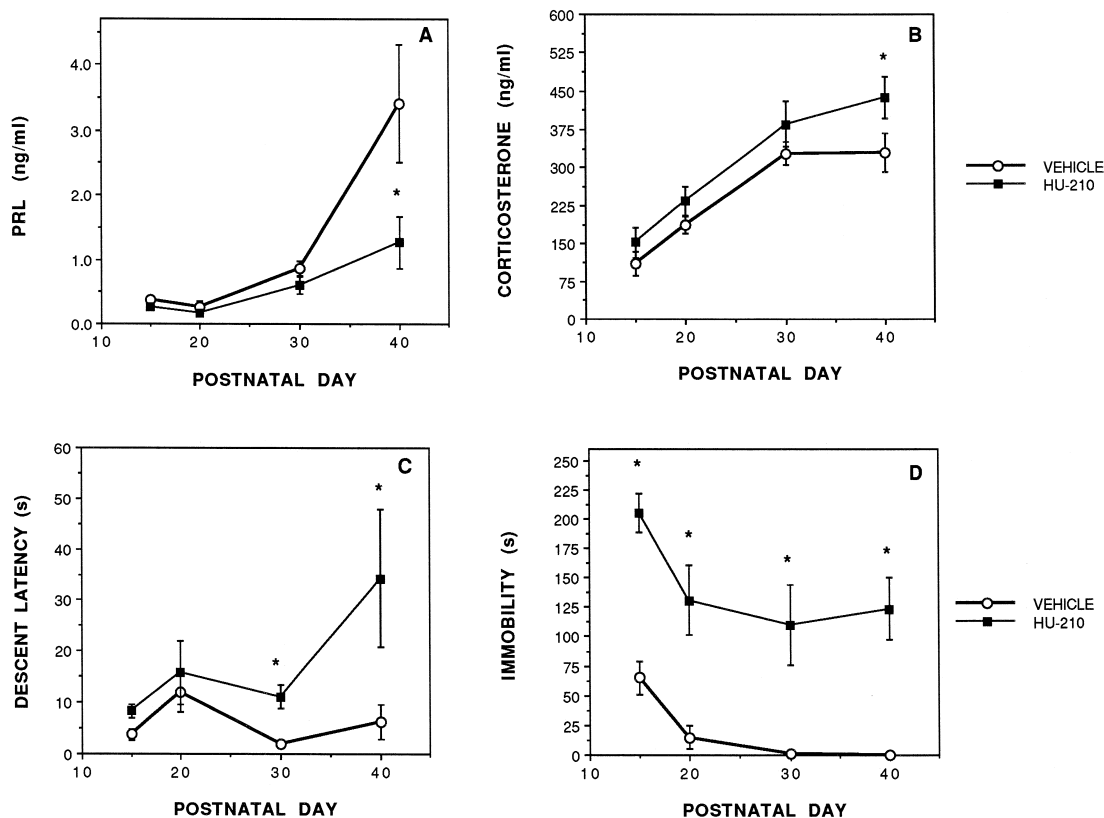 A
PRL (ng/ml)
4.0
3.0
2.0
1.0
0.0
*
10 20 30 40
POSTNATAL DAY
B
CORTICOSTERONE (ng/ml)
600
525
450
375
300
225
150
75
0
*
10 20 30 40
POSTNATAL DAY
VEHICLE
HU-210
C
DESCENT LATENCY (s)
60
50
40
30
20
10
0
* *
10 20 30 40
POSTNATAL DAY
D
IMMOBILITY (s)
250
225
200
175
150
125
100
75
50
25
0
* * * *
10 20 30 40
POSTNATAL DAY
VEHICLE
HU-210